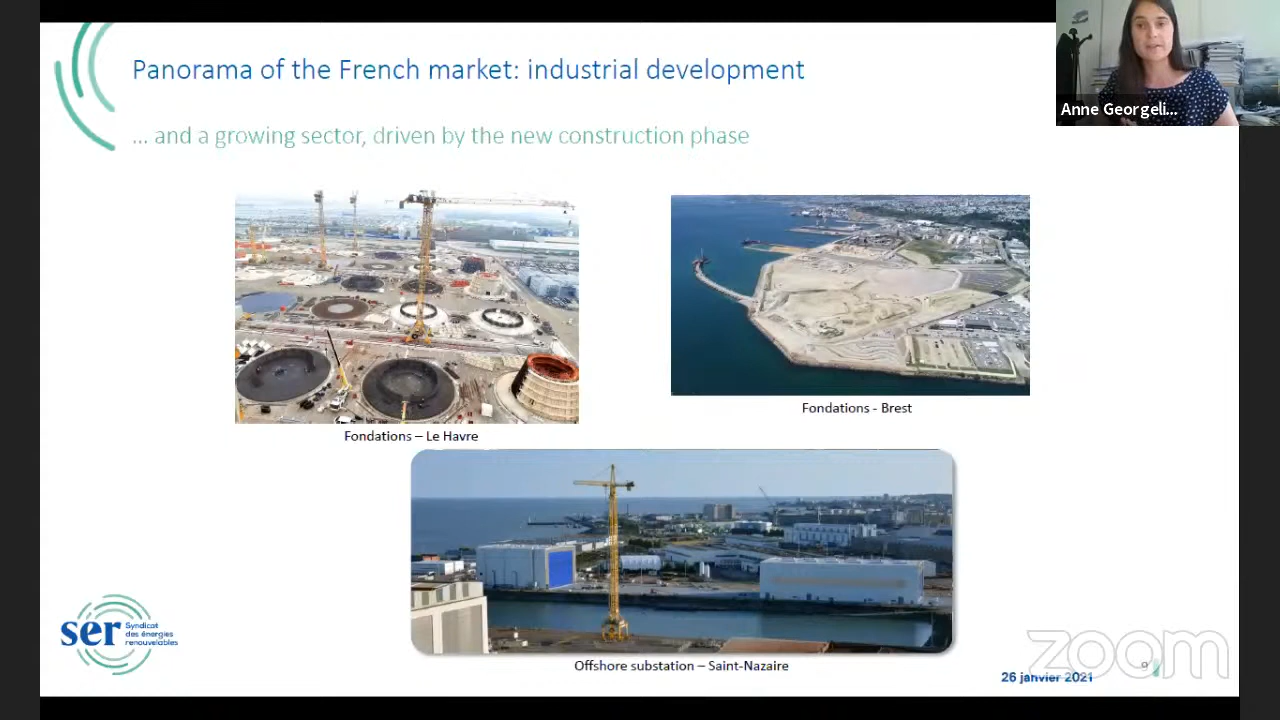 Panorama of the French market: industrial development
Anne Georgeli...
... and a growing sector, driven by the new construction phase
Fondations - Brest
Fondations – Le Havre
Offshore substation – Saint-Nazaire
ser
Syndicat
des énergies
renouvelables
zoom
9
26 janvier 2021